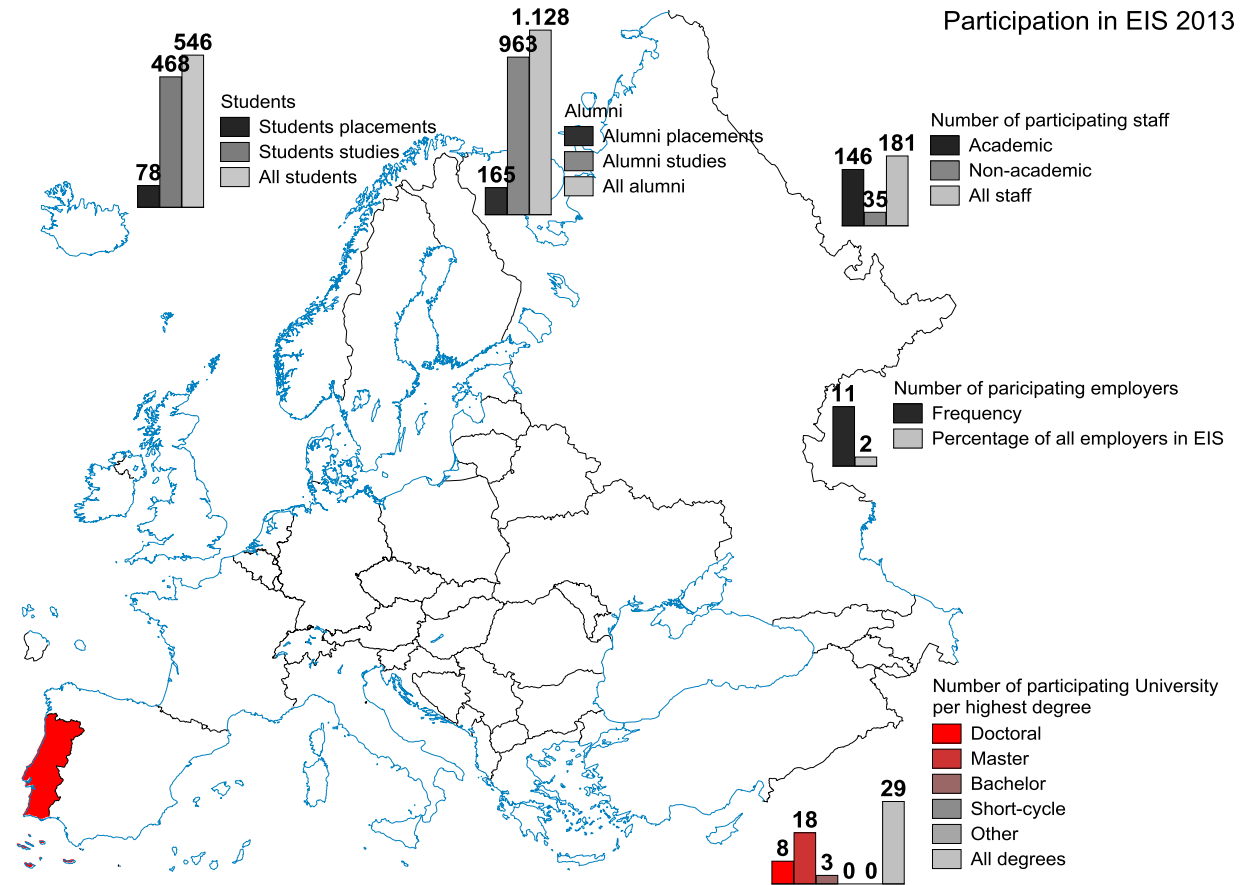 Participation in EIS 2013
546
468
78
Students
Students placements
Students studies
All students
1.128
963
165
Alumni
Alumni placements
Alumni studies
All alumni
146
35
181
Number of participating staff
Academic
Non-academic
All staff
11
2
Number of paricipating employers
Frequency
Percentage of all employers in EIS
Number of participating University
per highest degree
Doctoral
Master
Bachelor
Short-cycle
Other
All degrees
8
18
3
0
0
29